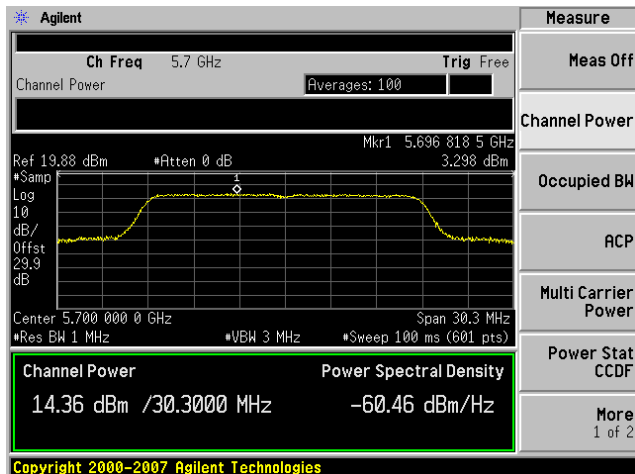 Agilent
Measure
Ch Freq 5.7 GHz Trig Free
Channel Power Averages: 100
Mkr1 5.696 818 5 GHz
Ref 19.88 dBm #Atten 0 dB 3.298 dBm
#Samp
Log
10
dB/
Offst
29.9
dB
1
Center 5.700 000 0 GHz Span 30.3 MHz
#Res BW 1 MHz #VBW 3 MHz #Sweep 100 ms (601 pts)
Channel Power Power Spectral Density
14.36 dBm /30.3000 MHz -60.46 dBm/Hz
Copyright 2000-2007 Agilent Technologies
Meas Off
Channel Power
Occupied BW
ACP
Multi Carrier
Power
Power Stat
CCDF
More
1 of 2